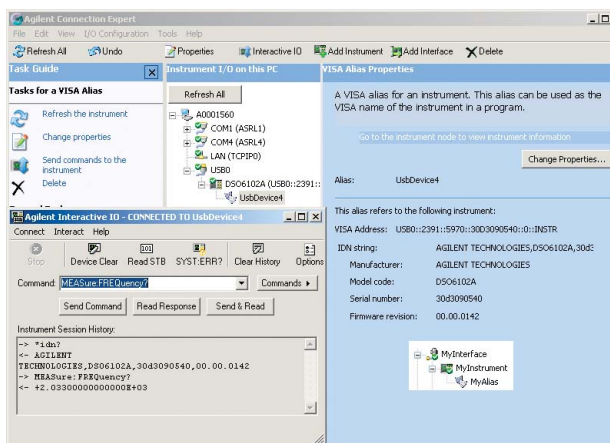 Agilent Connection Expert
File Edit View I/O Configuration Tools Help
Refresh All Undo Properties Interactive IO Add Instrument Add Interface Delete
Task Guide
Tasks for a VISA Alias
Refresh the instrument
Change properties
Send commands to the
instrument
Delete
Instrument I/O on this PC
Refresh All
A0001560
COM1 (ASRL1)
COM4 (ASRL4)
LAN (TCPIP0)
USB0
DSO6102A (USB0::2391::
UsbDevice4
VISA Alias Properties
A VISA alias for an instrument. This alias can be used as the
VISA name of the instrument in a program.
Go to the instrument node to view instrument information
Change Properties...
Alias: UsbDevice4
This alias refers to the following instrument:
VISA Address: USB0::2391::5970::30D3090540::0::INSTR
IDN string: AGILENT TECHNOLOGIES,DSO6102A,30d3
Manufacturer: AGILENT TECHNOLOGIES
Model code: DSO6102A
Serial number: 30d3090540
Firmware revision: 00.00.0142
MyInterface
MyInstrument
MyAlias
Agilent Interactive IO - CONNECTED TO UsbDevice4
Connect Interact Help
Stop Device Clear Read STB SYST:ERR? Clear History Options
Command: MEASure:FREQuency? Commands
Send Command Read Response Send & Read
Instrument Session History:
-> *idn?
<- AGILENT
TECHNOLOGIES,DSO6102A,30d3090540,00.00.0142
-> MEASure:FREQuency?